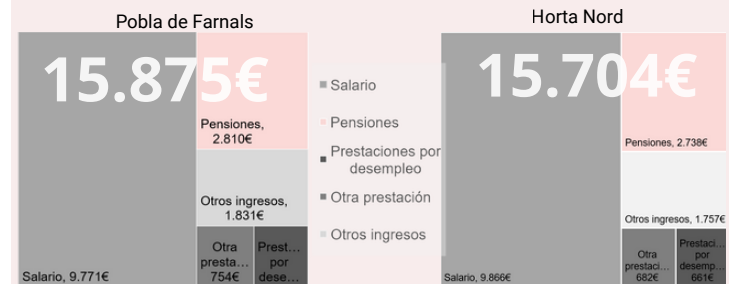 Pobla de Farnals
15.875€
Pensiones,
2.810€
Otros ingresos,
1.831€
Otra
presta...
754€
Prest...
por
dese...
Salario, 9.771€
Salario
Pensiones
Prestaciones por
desempleo
Otra prestación
Otros ingresos
Horta Nord
15.704€
Pensiones, 2.738€
Otros ingresos, 1.757€
Otra
prestaci...
682€
Prestaci...
por
desemp...
661€
Salario, 9.866€